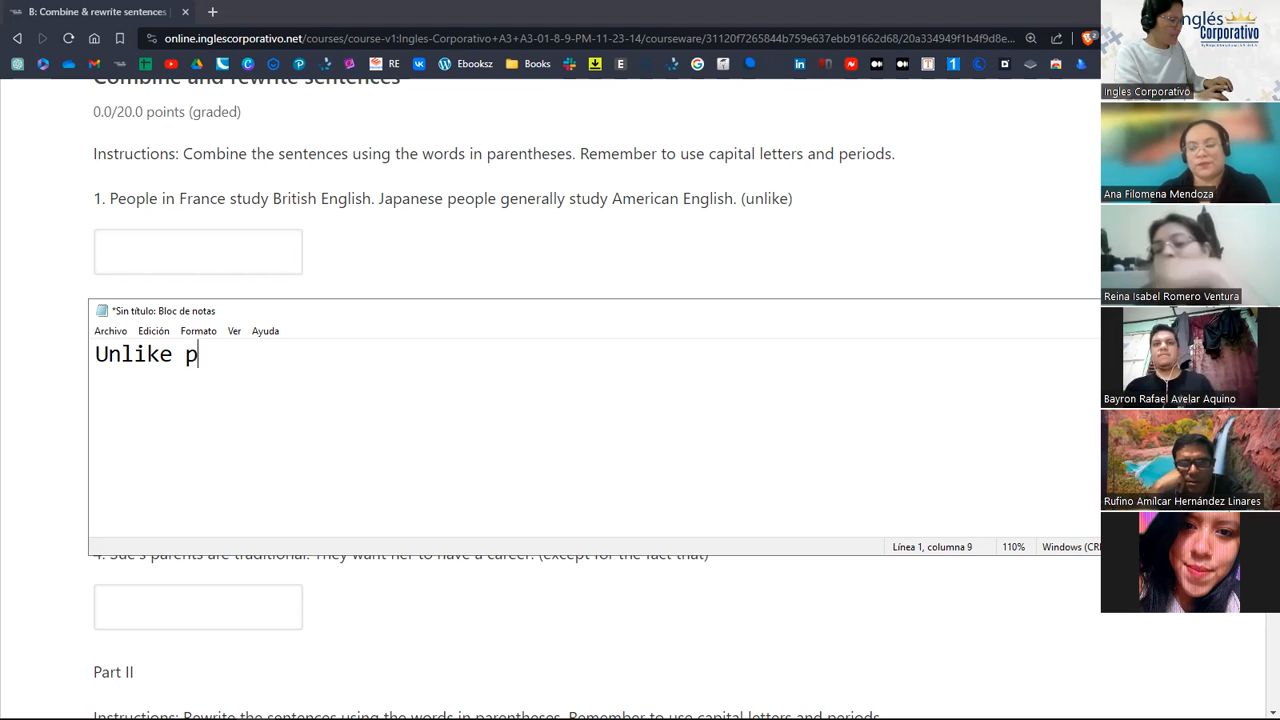 B: Combine & rewrite sentences
online.inglescorporativo.net/courses/course-v1:Ingles-Corporativo+A3+A3-AB-9-PM-11-23-14/courseware/31120f7265844b759e637ebb91662d68/20a334949f1b4f9d8e...
RE
Ebooksz
Books
Combine and rewrite sentences
0.0/20.0 points (graded)
Instructions: Combine the sentences using the words in parentheses. Remember to use capital letters and periods.
1. People in France study British English. Japanese people generally study American English. (unlike)
*Sin título: Bloc de notas
Archivo Edición Formato Ver Ayuda
Unlike p
Línea 1, columna 9 110% Windows (CR
4. Sue's parents are traditional. They want her to have a career. (except for the fact that)
Part II
Instructions: Rewrite the sentences using the words in parentheses. Remember to use capital letters and periods.
Inglés
Corporativo
Ingles Corporativo
Ana Filomena Mendoza
Reina Isabel Romero Ventura
Bayron Rafael Avelar Aquino
Rufino Amílcar Hernández Linares